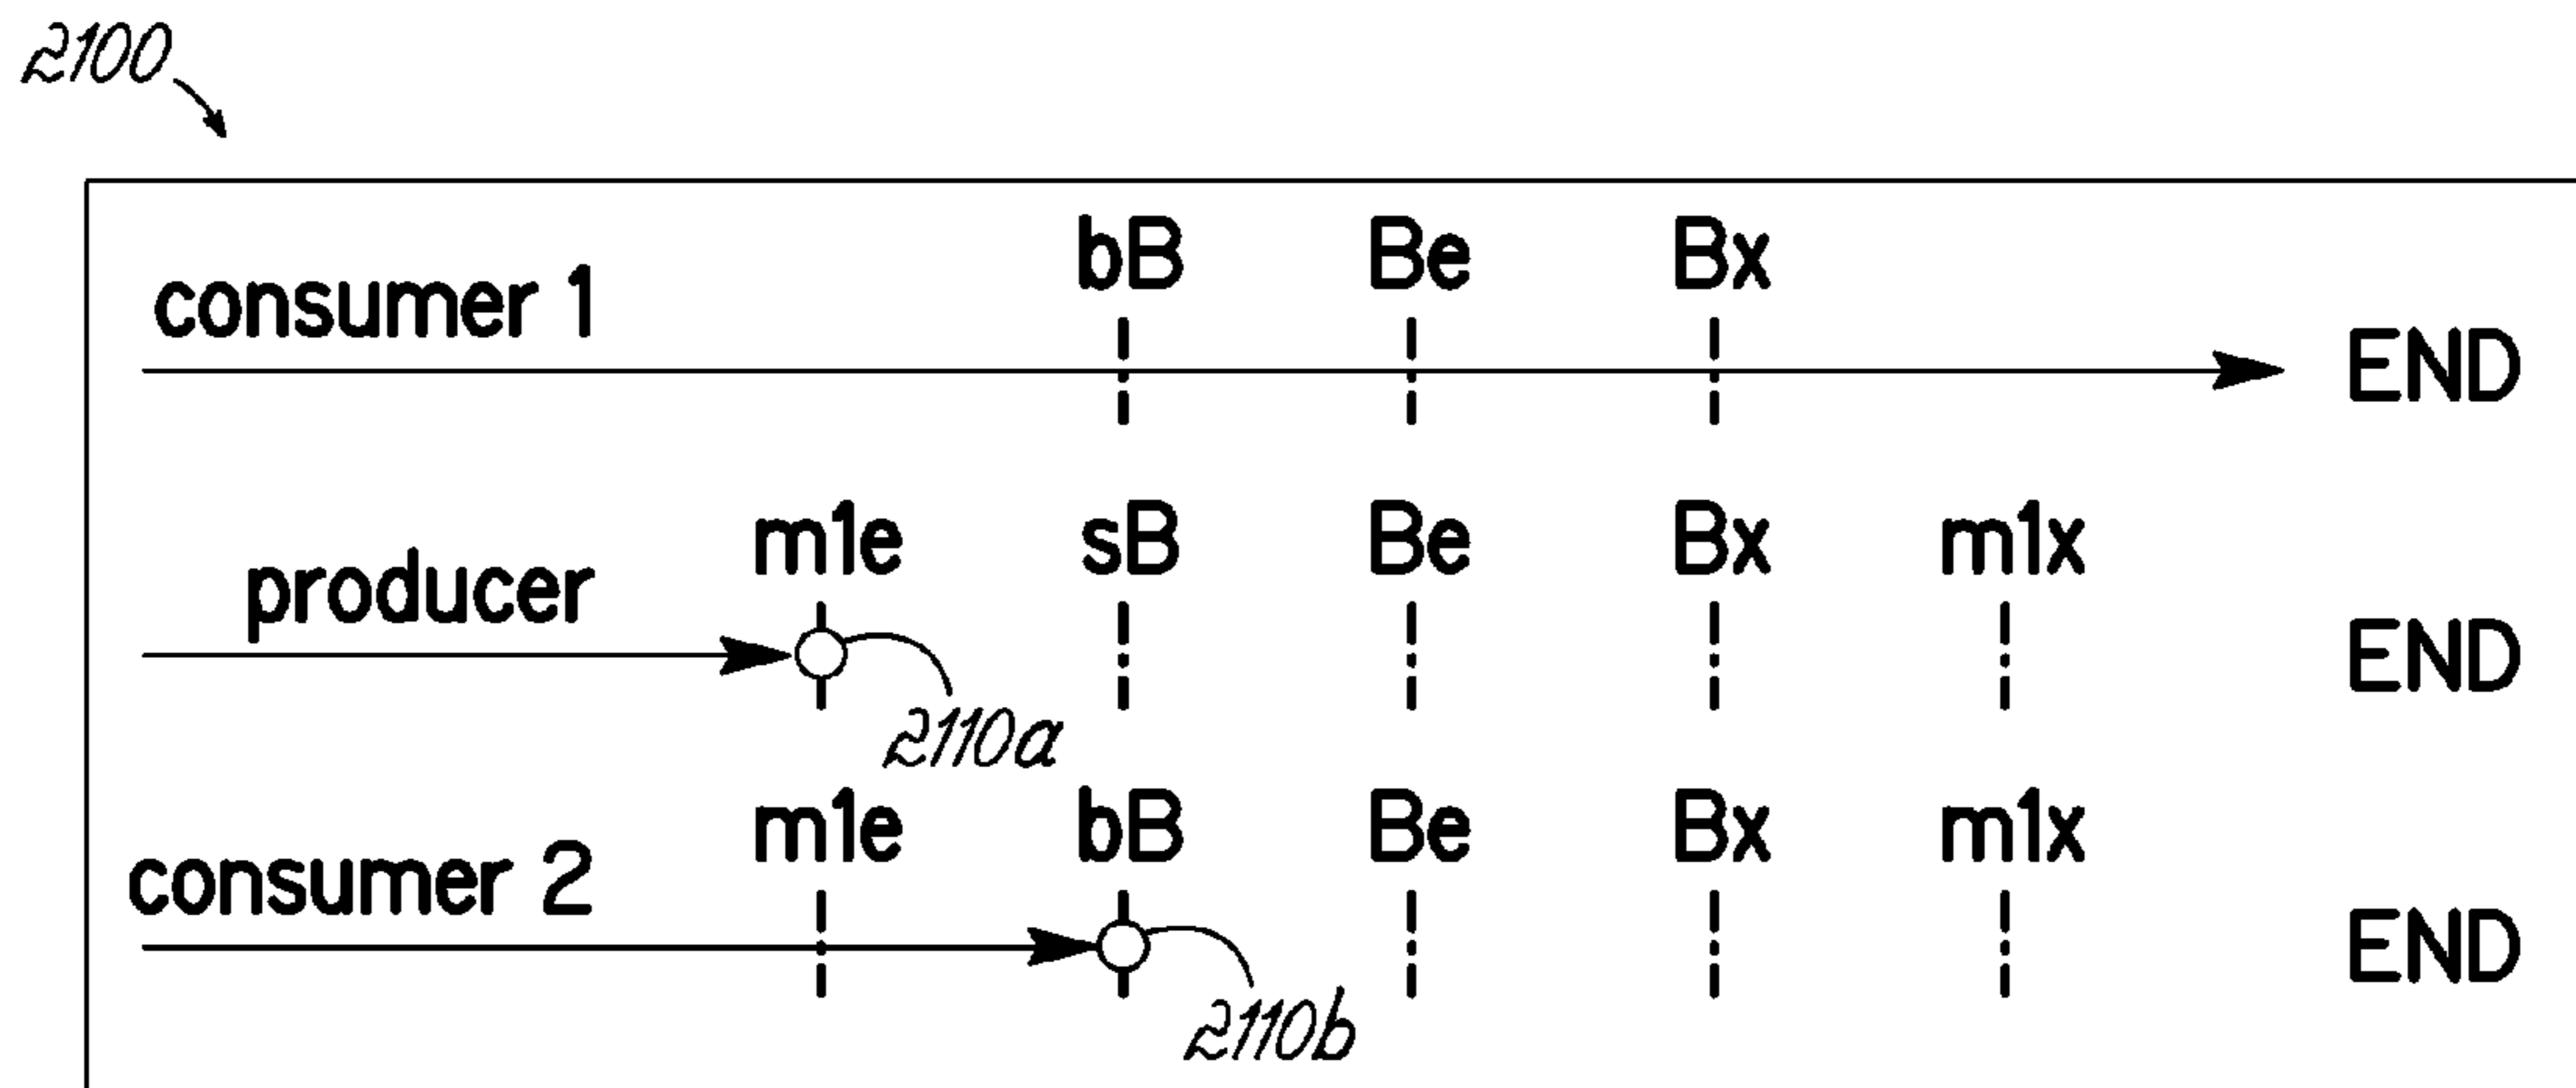 2100
bB Be Bx
consumer 1 END
m1e sB Be Bx m1x
producer END
2110a
m1e bB Be Bx m1x
consumer 2 END
2110b